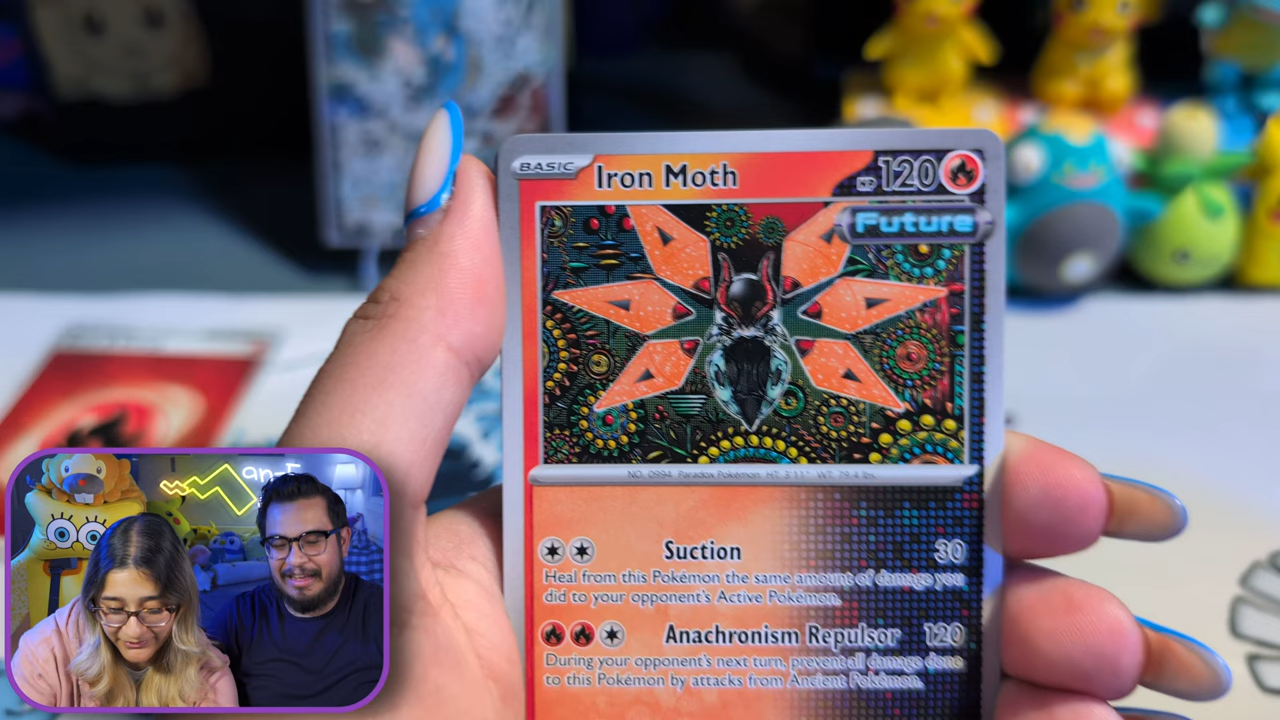 BASIC Iron Moth HP 120
Future
NO. 0994 Paradox Pokémon HT: 3'11" WT: 79.4 lbs.
Suction 30
Heal from this Pokémon the same amount of damage you
did to your opponent's Active Pokémon.
Anachronism Repulsor 120
During your opponent's next turn, prevent all damage done
to this Pokémon by attacks from Ancient Pokémon.